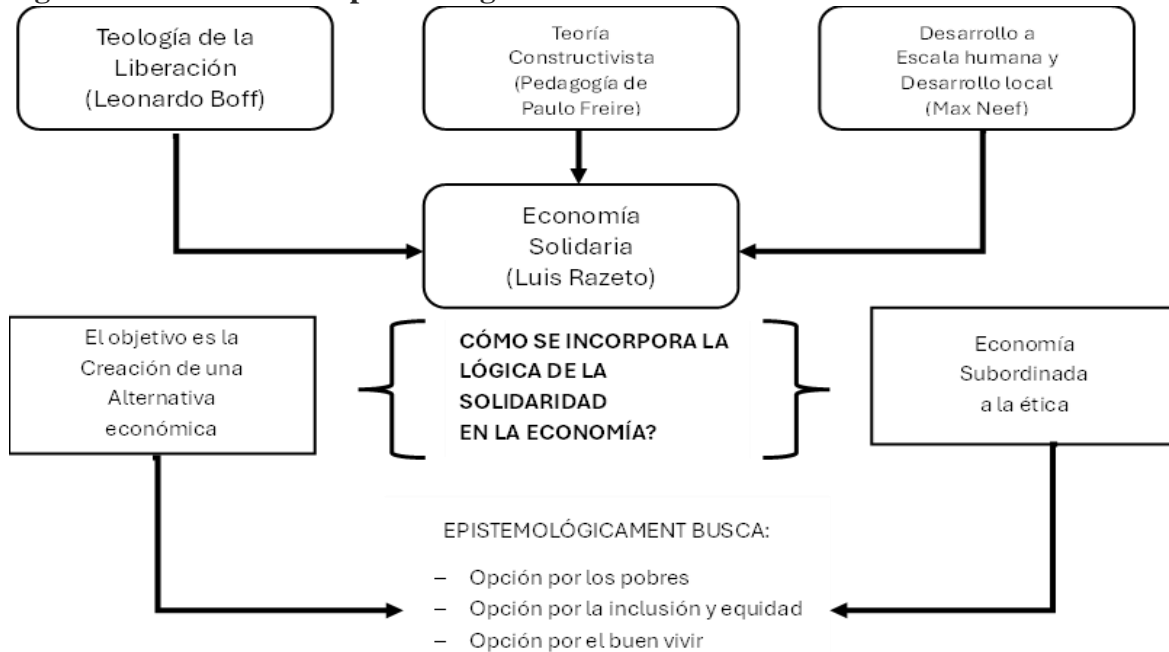 Teología de la
Liberación
(Leonardo Boff)
Teoría
Constructivista
(Pedagogía de
Paulo Freire)
Desarrollo a
Escala humana y
Desarrollo local
(Max Neef)
Economía
Solidaria
(Luis Razeto)
El objetivo es la
Creación de una
Alternativa
económica
CÓMO SE INCORPORA LA
LÓGICA DE LA
SOLIDARIDAD
EN LA ECONOMÍA?
Economía
Subordinada
a la ética
EPISTEMOLÓGICAMENT BUSCA:
– Opción por los pobres
– Opción por la inclusión y equidad
– Opción por el buen vivir